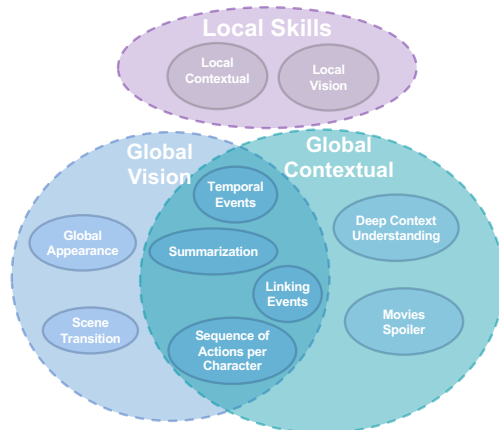 Local Skills
Local
Contextual
Local
Vision
Global
Vision
Global
Contextual
Temporal
Events
Global
Appearance
Summarization
Deep Context
Understanding
Linking
Events
Scene
Transition
Movies
Spoiler
Sequence of
Actions per
Character